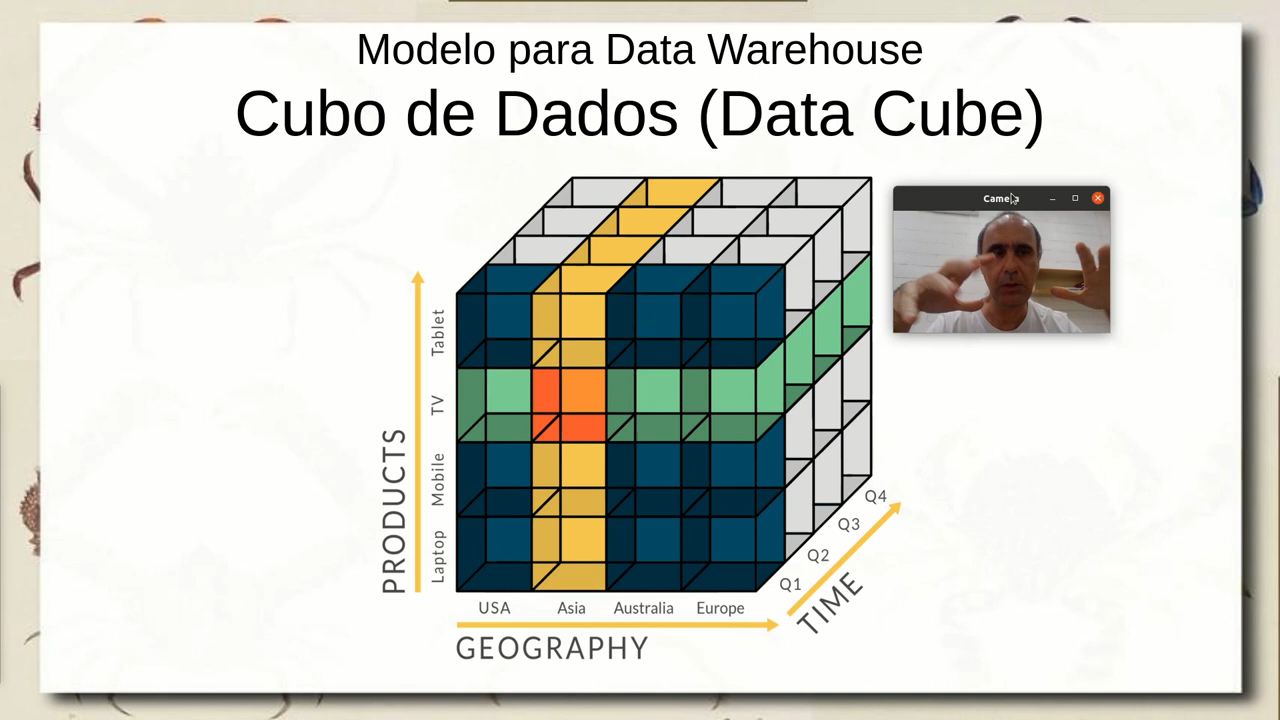 Modelo para Data Warehouse
Cubo de Dados (Data Cube)
Camera
PRODUCTS
Tablet
TV
Mobile
Laptop
USA Asia Australia Europe
GEOGRAPHY
Q1
Q2
Q3
Q4
TIME